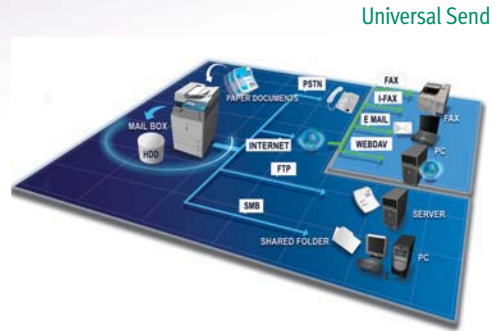 Universal Send
PAPER DOCUMENTS
PSTN
FAX
I-FAX
E MAIL
FAX
MAIL BOX
HDD
INTERNET
WEBDAV
PC
FTP
SERVER
SMB
SHARED FOLDER
PC